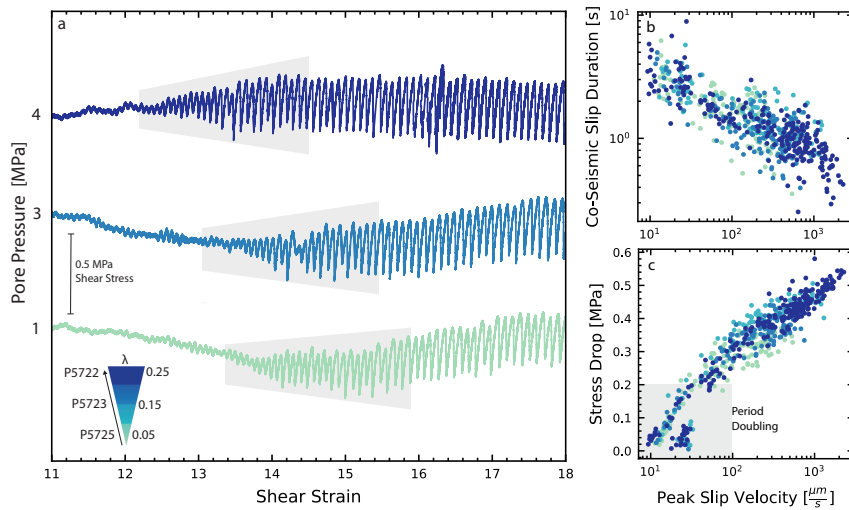 a
Pore Pressure [MPa]
4
3
1
0.5 MPa
Shear Stress
λ
P5722
0.25
P5723
0.15
P5725
0.05
11
12
13
14
15
16
17
18
Shear Strain
b
Co-Seismic Slip Duration [s]
10¹
10⁰
10¹
10²
10³
c
Stress Drop [MPa]
0.6
0.5
0.4
0.3
0.2
0.1
0.0
Period
Doubling
10¹
10²
10³
Peak Slip Velocity [μm/s]